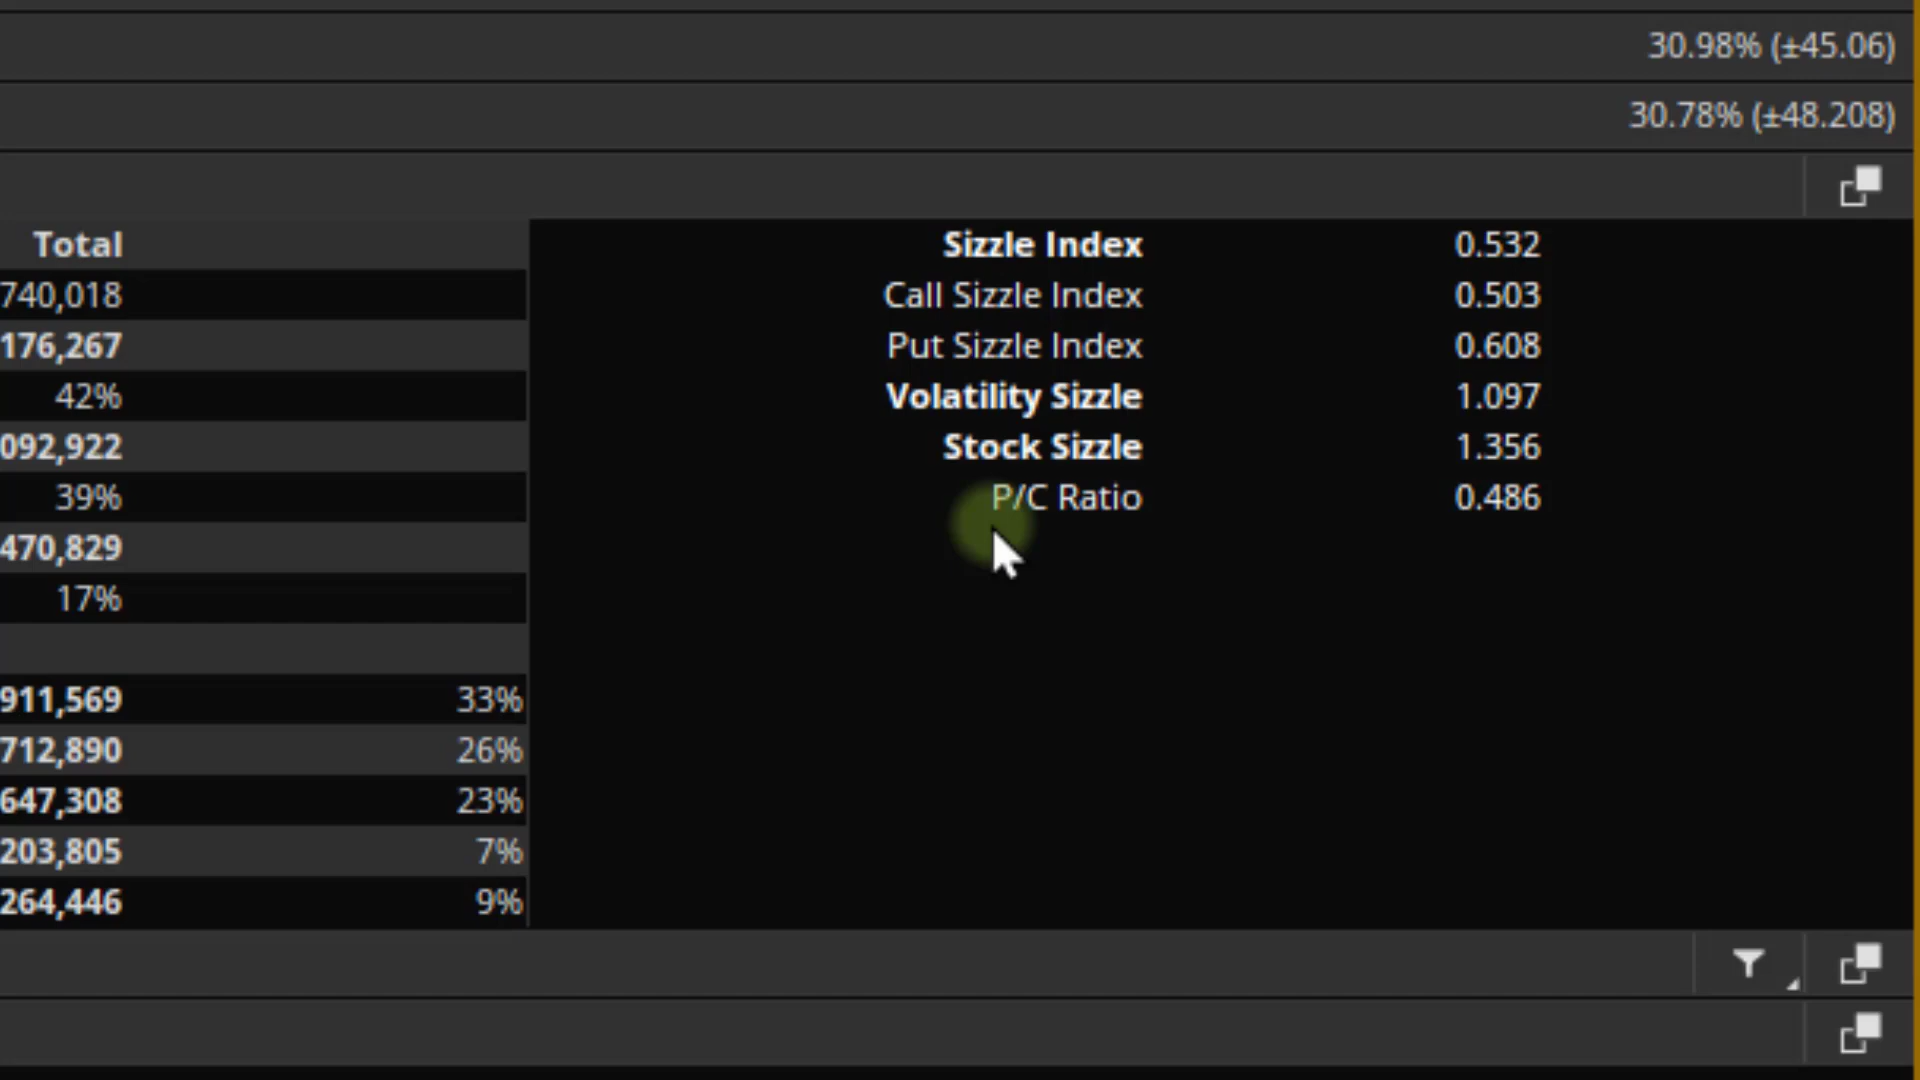 30.98% (±45.06)
30.78% (±48.208)
Total
740,018
176,267
42%
092,922
39%
470,829
17%
911,569 33%
712,890 26%
647,308 23%
203,805 7%
264,446 9%
Sizzle Index 0.532
Call Sizzle Index 0.503
Put Sizzle Index 0.608
Volatility Sizzle 1.097
Stock Sizzle 1.356
P/C Ratio 0.486